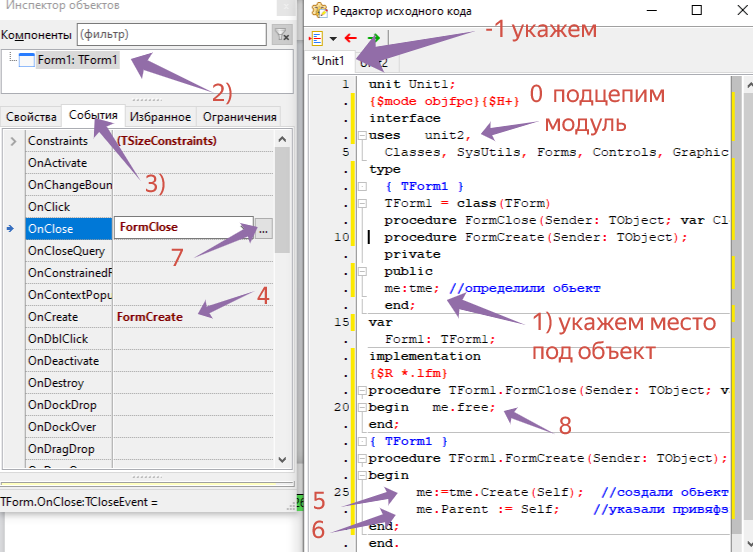 Инспектор объектов
Компоненты (фильтр)
Form1: TForm1
2)
Свойства События Избранное Ограничения
3)
Constraints (TSizeConstraints)
OnActivate
OnChangeBoun
OnClick
OnClose FormClose ...
7
OnCloseQuery
OnConstrainedR
OnContextPopu
4
OnCreate FormCreate
OnDblClick
OnDeactivate
OnDestroy
OnDockDrop
OnDockOver
OnDragDrop
TForm.OnClose:TCloseEvent =
Редактор исходного кода
-1 укажем
*Unit1
1 unit Unit1;
. {$mode objfpc}{$H+}
. interface
0 подцепим
модуль
. uses unit2,
5 Classes, SysUtils, Forms, Controls, Graphic
. type
. { TForm1 }
. TForm1 = class(TForm)
. procedure FormClose(Sender: TObject; var Cl
10 procedure FormCreate(Sender: TObject);
. private
. public
. me:tme; //определили обьект
. end;
1) укажем место
под объект
15 var
. Form1: TForm1;
. implementation
. {$R *.lfm}
. procedure TForm1.FormClose(Sender: TObject; v
20 begin me.free;
8
. end;
. { TForm1 }
. procedure TForm1.FormCreate(Sender: TObject);
. begin
5
25 me:=tme.Create(Self); //создали обьект
6
. me.Parent := Self; //указали привяфз
. end;
. end.